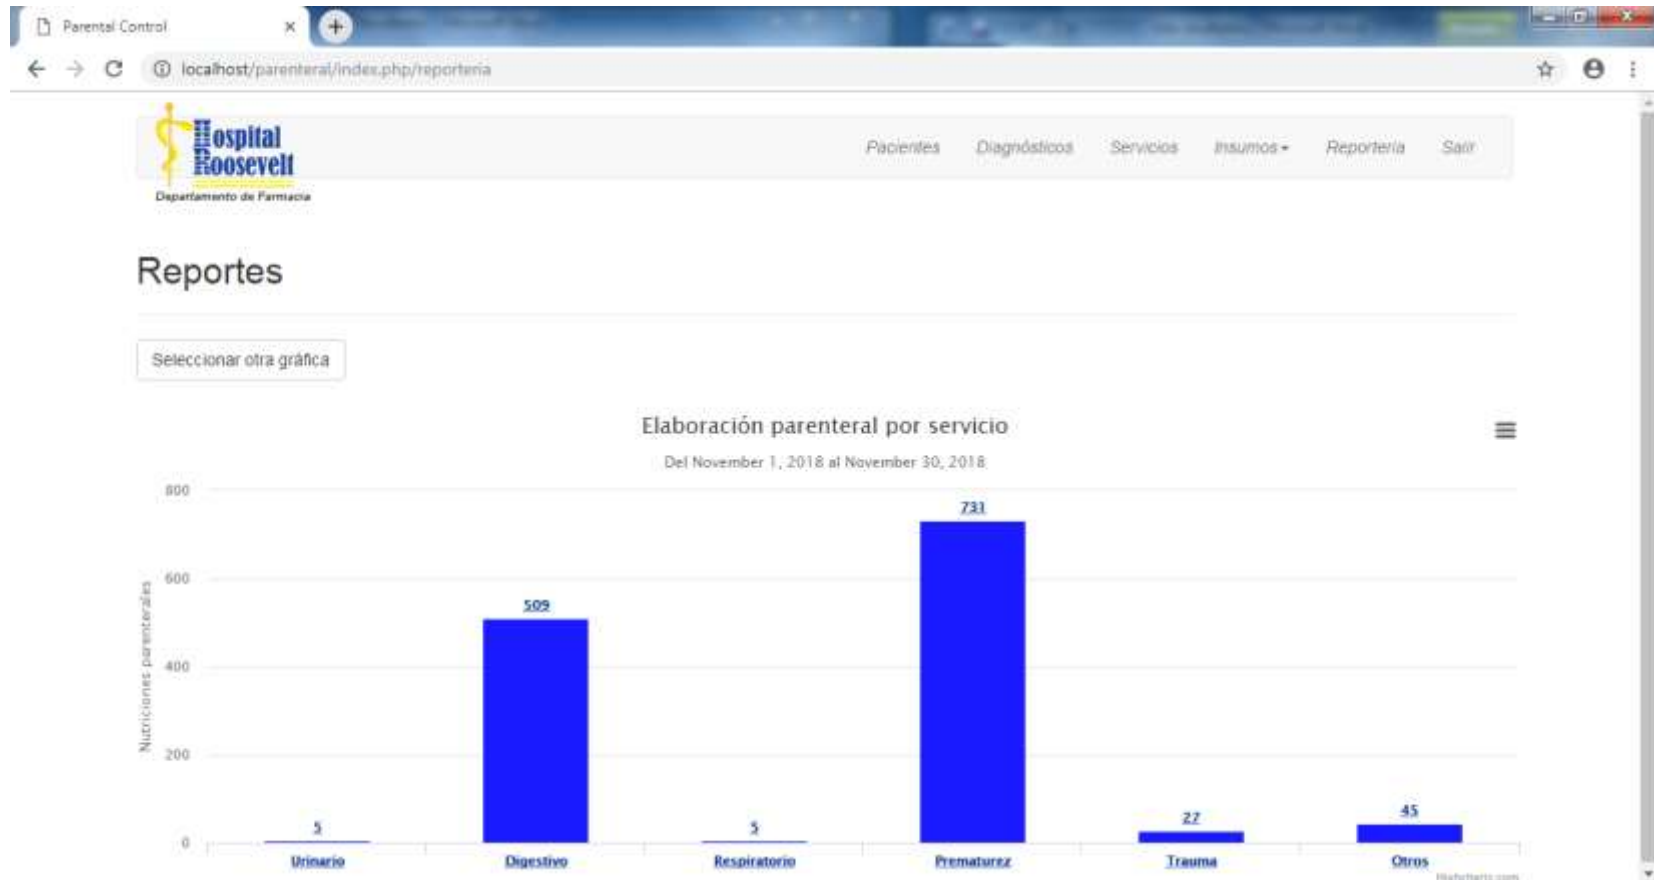 Parental Control
localhost/parenteral/index.php/reporteria
Hospital
Roosevelt
Departamento de Farmacia
Pacientes Diagnósticos Servicios Insumos Reportería Salir
Reportes
Seleccionar otra gráfica
Elaboración parenteral por servicio
Del November 1, 2018 al November 30, 2018
Nutriciones parenterales
800
600
400
200
0
5
509
5
731
27
45
Urinario
Digestivo
Respiratorio
Prematurez
Trauma
Otros
Highcharts.com